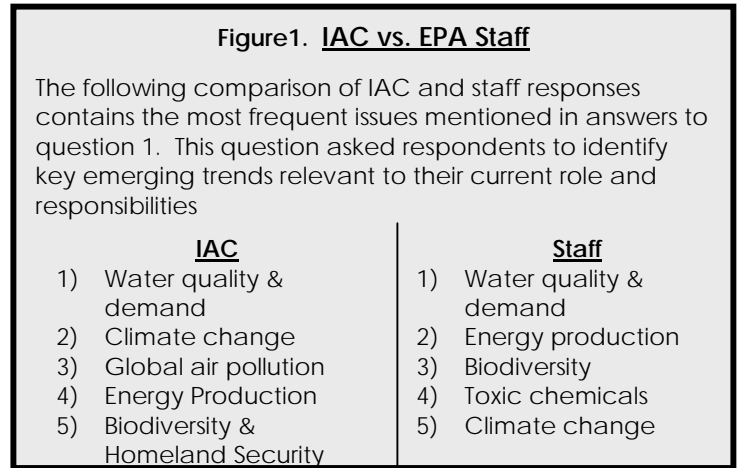 Figure1. IAC vs. EPA Staff
The following comparison of IAC and staff responses
contains the most frequent issues mentioned in answers to
question 1. This question asked respondents to identify
key emerging trends relevant to their current role and
responsibilities
IAC
1) Water quality &
demand
2) Climate change
3) Global air pollution
4) Energy Production
5) Biodiversity &
Homeland Security
Staff
1) Water quality &
demand
2) Energy production
3) Biodiversity
4) Toxic chemicals
5) Climate change